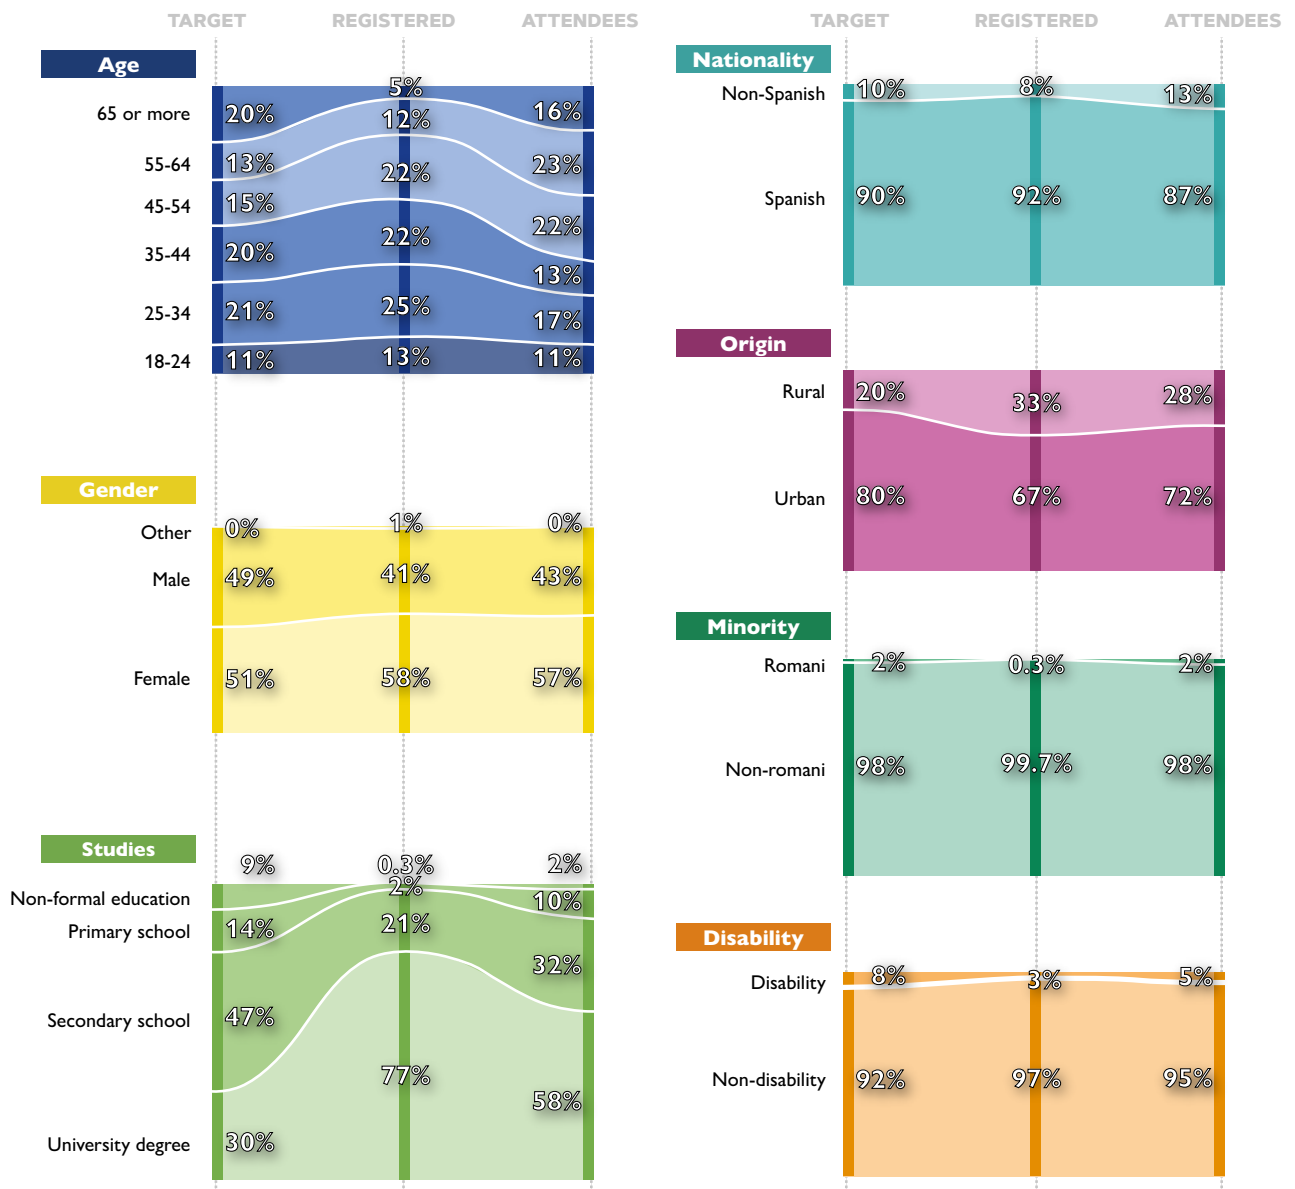 TARGET REGISTERED ATTENDEES
Age
65 or more 20% 5% 16%
55-64 13% 12% 23%
45-54 15% 22% 22%
35-44 20% 22% 13%
25-34 21% 25% 17%
18-24 11% 13% 11%
Gender
Other 0% 1% 0%
Male 49% 41% 43%
Female 51% 58% 57%
Studies
Non-formal education 9% 0.3% 2%
Primary school 14% 2% 10%
Secondary school 47% 21% 32%
University degree 30% 77% 58%
TARGET REGISTERED ATTENDEES
Nationality
Non-Spanish 10% 8% 13%
Spanish 90% 92% 87%
Origin
Rural 20% 33% 28%
Urban 80% 67% 72%
Minority
Romani 2% 0.3% 2%
Non-romani 98% 99.7% 98%
Disability
Disability 8% 3% 5%
Non-disability 92% 97% 95%